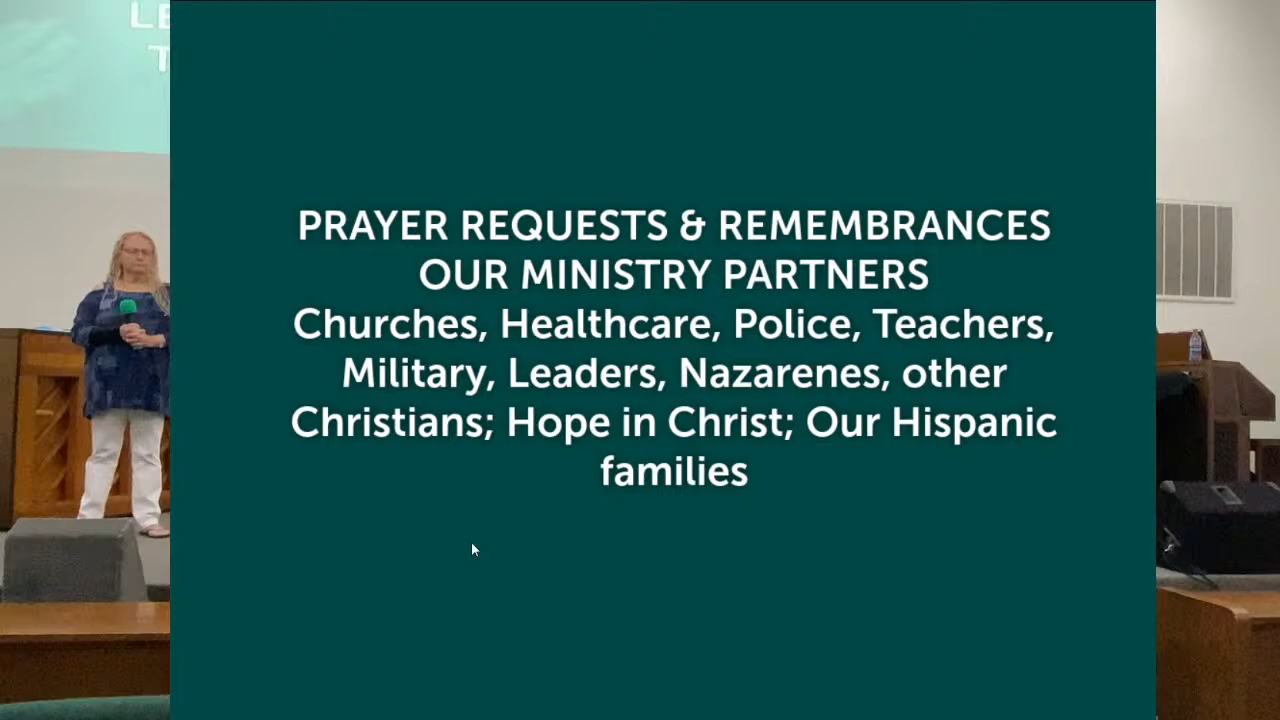 PRAYER REQUESTS & REMEMBRANCES
OUR MINISTRY PARTNERS
Churches, Healthcare, Police, Teachers,
Military, Leaders, Nazarenes, other
Christians; Hope in Christ; Our Hispanic
families